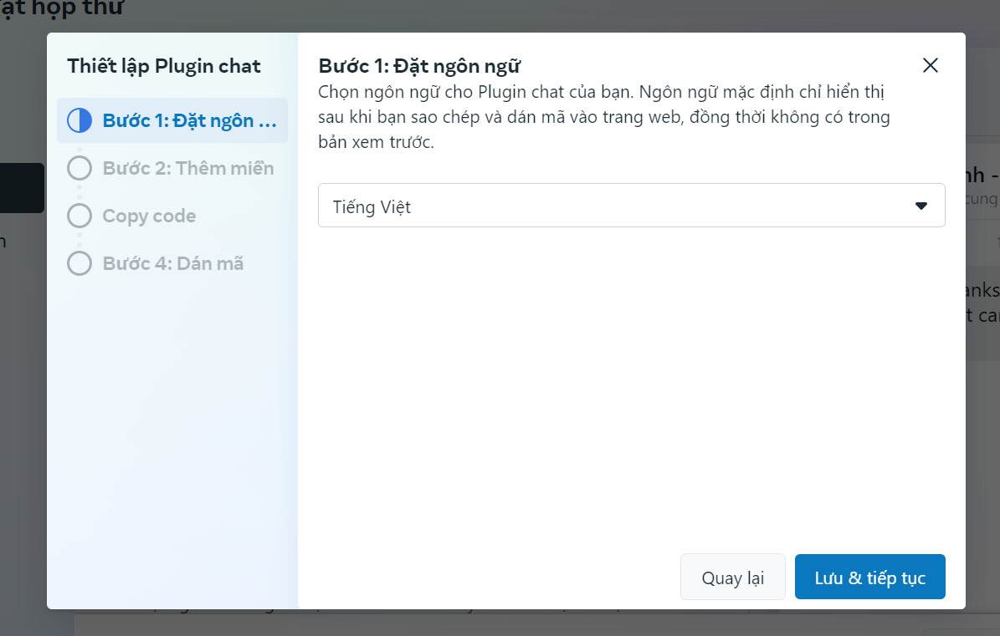 ạt hợp thư
Thiết lập Plugin chat
Bước 1: Đặt ngôn ...
Bước 2: Thêm miền
Copy code
Bước 4: Dán mã
Bước 1: Đặt ngôn ngữ
Chọn ngôn ngữ cho Plugin chat của bạn. Ngôn ngữ mặc định chỉ hiển thị
sau khi bạn sao chép và dán mã vào trang web, đồng thời không có trong
bản xem trước.
Tiếng Việt
Quay lại
Lưu & tiếp tục
nh -
cung
anks
t car